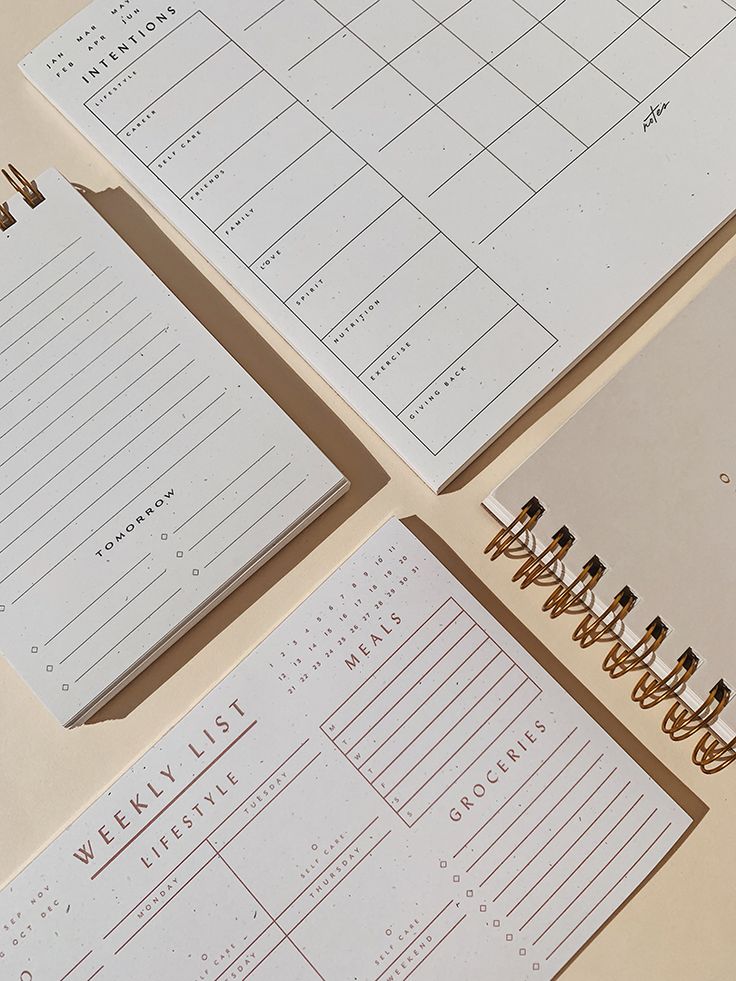 JAN MAR MAY
FEB APR JUN
INTENTIONS
LIFESTYLE
CAREER
SELF CARE
FRIENDS
FAMILY
LOVE
SPIRIT
NUTRITION
EXERCISE
GIVING BACK
notes
TOMORROW
1 2 3 4 5 6 7 8 9 10 11
12 13 14 15 16 17 18 19 20
21 22 23 24 25 26 27 28 29 30 31
MEALS
M
T
W
T
F
S
S
WEEKLY LIST
LIFESTYLE
SEP NOV
OCT DEC
MONDAY
TUESDAY
SELF CARE
THURSDAY
SELF CARE
WEEKEND
GROCERIES